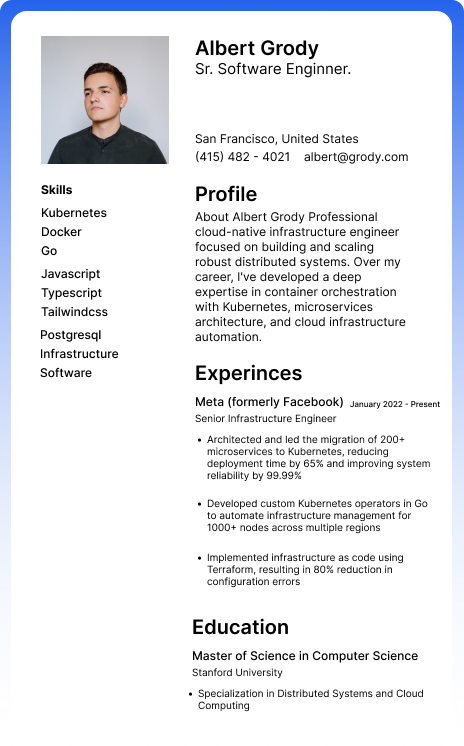 Albert Grody
Sr. Software Enginner.
San Francisco, United States
(415) 482 - 4021 albert@grody.com
Skills
Kubernetes
Docker
Go
Javascript
Typescript
Tailwindcss
Postgresql
Infrastructure
Software
Profile
About Albert Grody Professional
cloud-native infrastructure engineer
focused on building and scaling
robust distributed systems. Over my
career, I've developed a deep
expertise in container orchestration
with Kubernetes, microservices
architecture, and cloud infrastructure
automation.
Experinces
Meta (formerly Facebook) January 2022 - Present
Senior Infrastructure Engineer
• Architected and led the migration of 200+
microservices to Kubernetes, reducing
deployment time by 65% and improving system
reliability by 99.99%
• Developed custom Kubernetes operators in Go
to automate infrastructure management for
1000+ nodes across multiple regions
• Implemented infrastructure as code using
Terraform, resulting in 80% reduction in
configuration errors
Education
Master of Science in Computer Science
Stanford University
• Specialization in Distributed Systems and Cloud
Computing